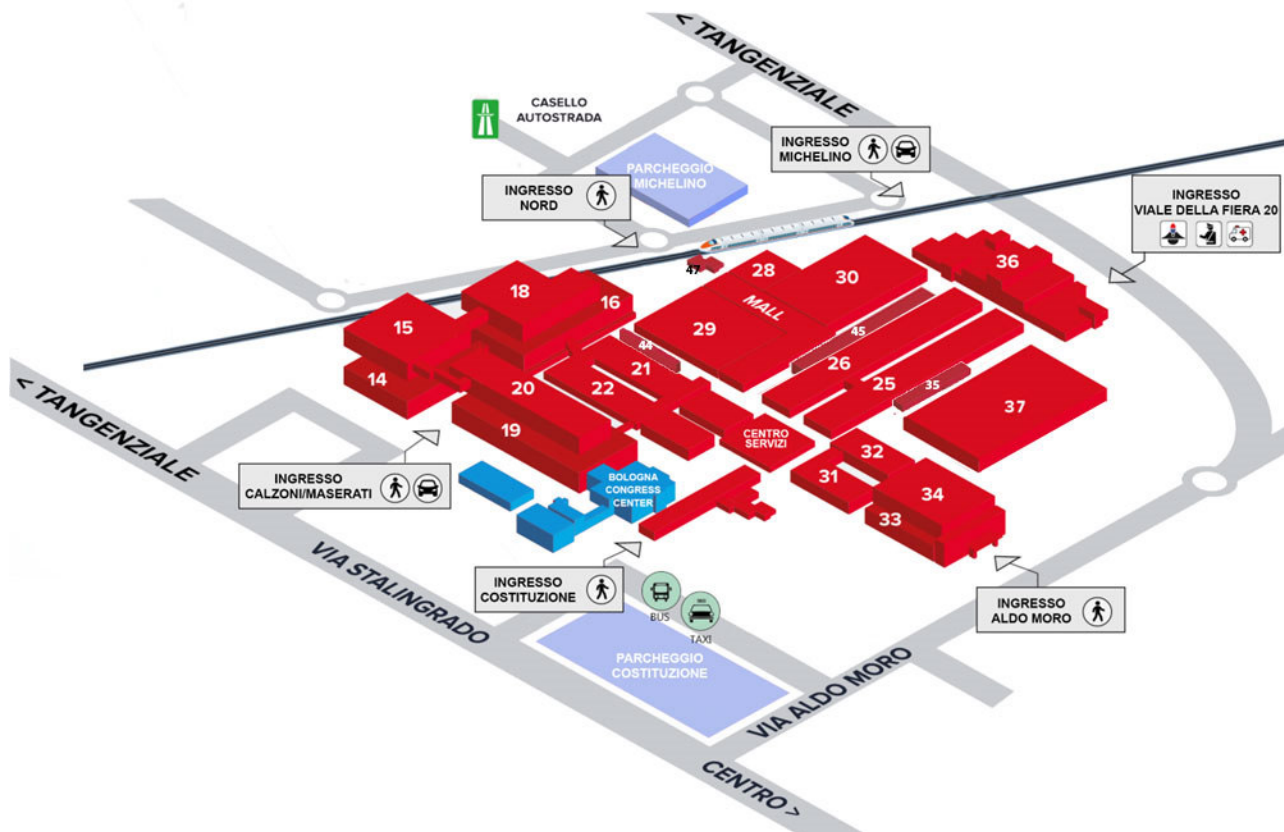 < TANGENZIALE
CASELLO
AUTOSTRADA
INGRESSO
MICHELINO
PARCHEGGIO
MICHELINO
INGRESSO
NORD
INGRESSO
VIALE DELLA FIERA 20
47
28
30
36
18
16
MALL
15
29
45
44
26
21
14
20
22
25
35
37
19
CENTRO
SERVIZI
32
31
34
33
INGRESSO
CALZONI/MASERATI
BOLOGNA
CONGRESS
CENTER
< TANGENZIALE
INGRESSO
COSTITUZIONE
BUS
TAXI
INGRESSO
ALDO MORO
VIA STALINGRADO
PARCHEGGIO
COSTITUZIONE
VIA ALDO MORO
CENTRO >